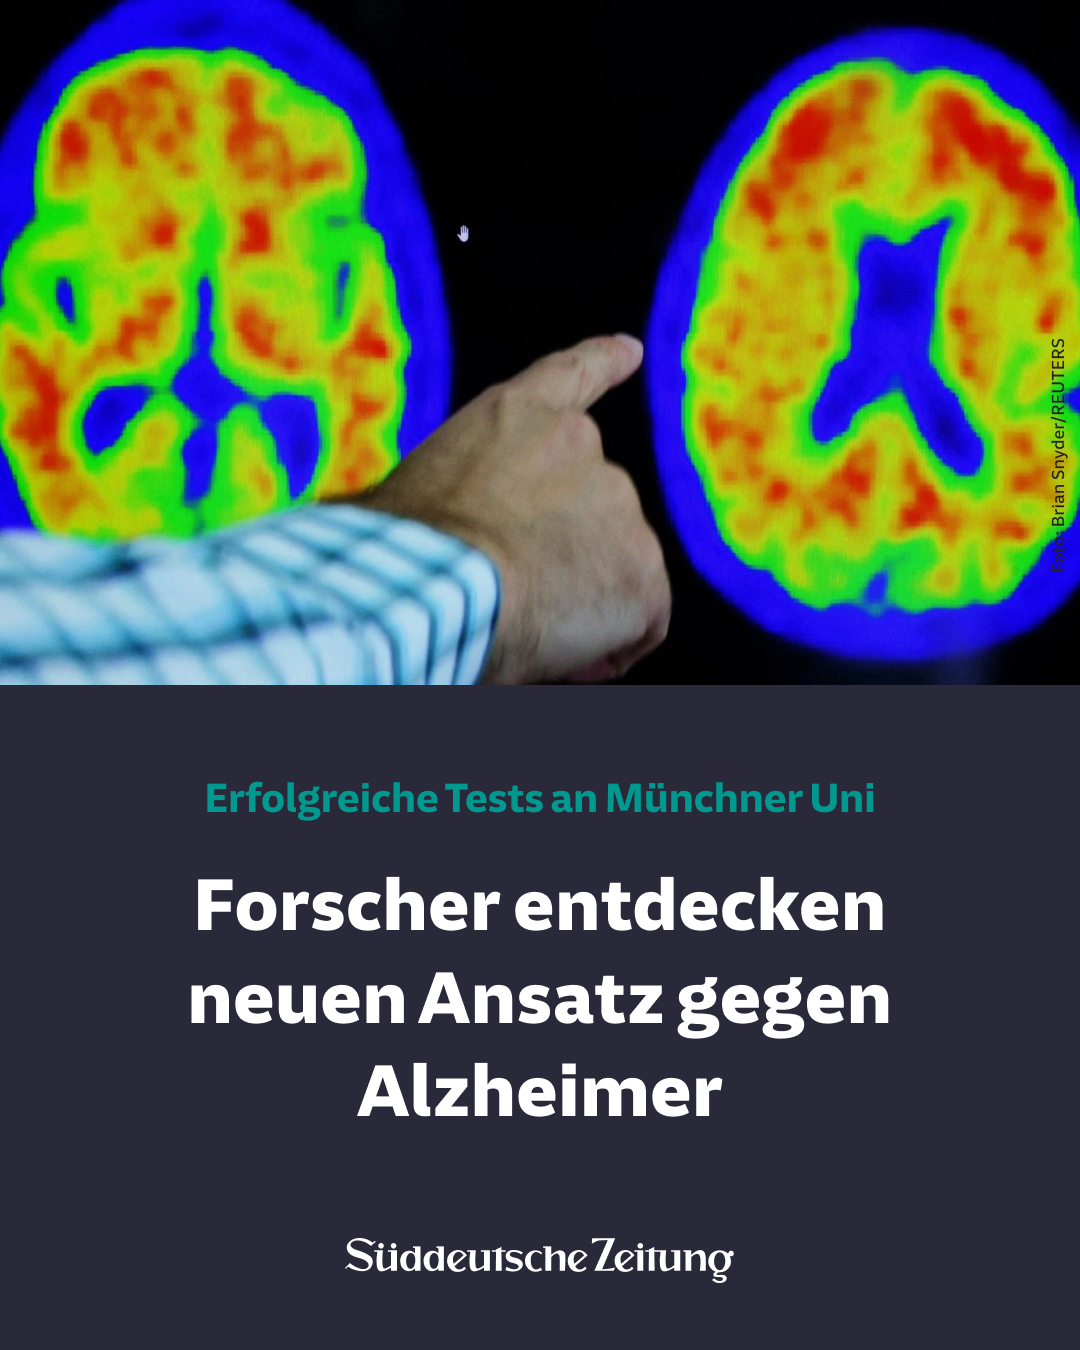 Foto: Brian Snyder/REUTERS
Erfolgreiche Tests an Münchner Uni
Forscher entdecken
neuen Ansatz gegen
Alzheimer
Süddeutsche Zeitung